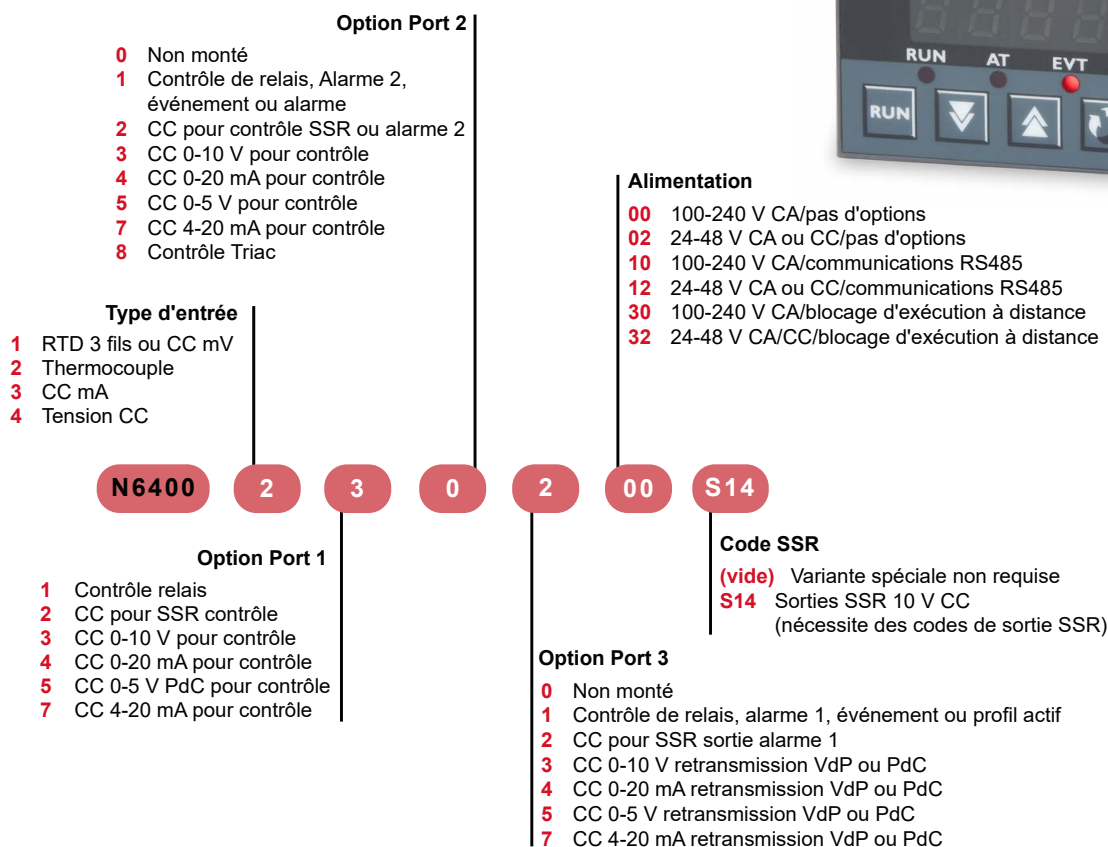 Option Port 2
0 Non monté
1 Contrôle de relais, Alarme 2,
événement ou alarme
2 CC pour contrôle SSR ou alarme 2
3 CC 0-10 V pour contrôle
4 CC 0-20 mA pour contrôle
5 CC 0-5 V pour contrôle
7 CC 4-20 mA pour contrôle
8 Contrôle Triac
RUN AT EVT
RUN
Alimentation
00 100-240 V CA/pas d'options
02 24-48 V CA ou CC/pas d'options
10 100-240 V CA/communications RS485
12 24-48 V CA ou CC/communications RS485
30 100-240 V CA/blocage d'exécution à distance
32 24-48 V CA/CC/blocage d'exécution à distance
Type d'entrée
1 RTD 3 fils ou CC mV
2 Thermocouple
3 CC mA
4 Tension CC
N6400 2 3 0 2 00 S14
Option Port 1
1 Contrôle relais
2 CC pour SSR contrôle
3 CC 0-10 V pour contrôle
4 CC 0-20 mA pour contrôle
5 CC 0-5 V PdC pour contrôle
7 CC 4-20 mA pour contrôle
Code SSR
(vide) Variante spéciale non requise
S14 Sorties SSR 10 V CC
(nécessite des codes de sortie SSR)
Option Port 3
0 Non monté
1 Contrôle de relais, alarme 1, événement ou profil actif
2 CC pour SSR sortie alarme 1
3 CC 0-10 V retransmission VdP ou PdC
4 CC 0-20 mA retransmission VdP ou PdC
5 CC 0-5 V retransmission VdP ou PdC
7 CC 4-20 mA retransmission VdP ou PdC